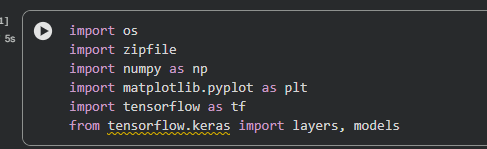 1]
5s
import os
import zipfile
import numpy as np
import matplotlib.pyplot as plt
import tensorflow as tf
from tensorflow.keras import layers, models